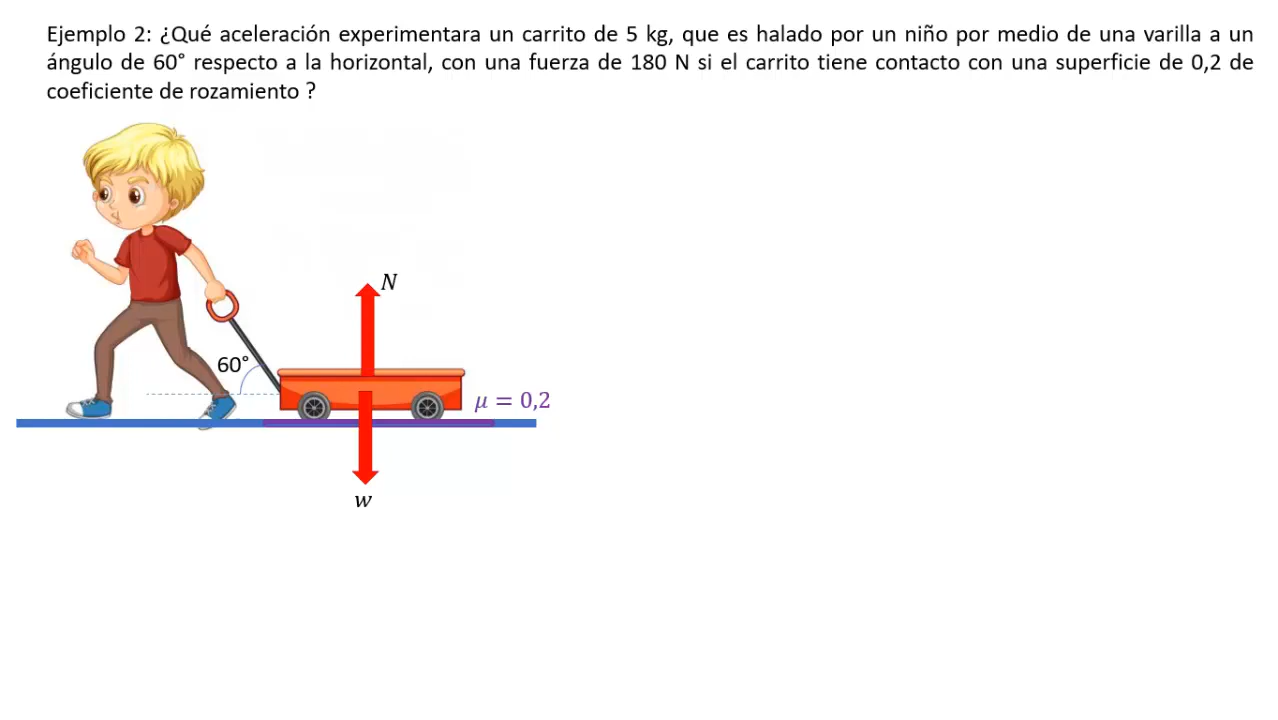 Ejemplo 2: ¿Qué aceleración experimentara un carrito de 5 kg, que es halado por un niño por medio de una varilla a un
ángulo de 60° respecto a la horizontal, con una fuerza de 180 N si el carrito tiene contacto con una superficie de 0,2 de
coeficiente de rozamiento ?
N
60°
μ = 0,2
w